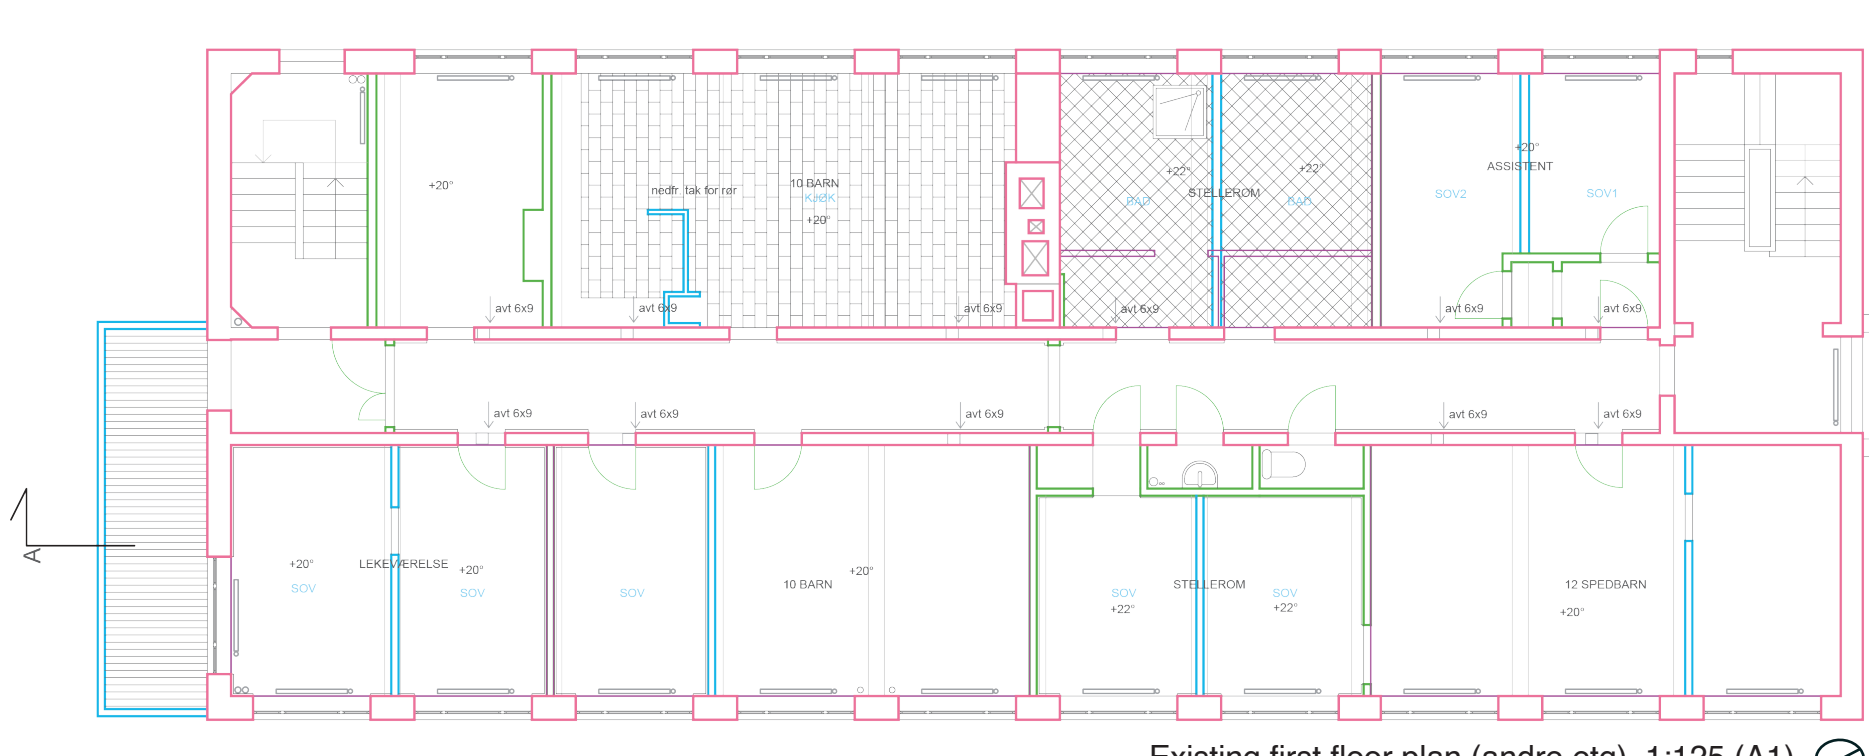 +20°
nedfr. tak for rør
10 BARN
KJØK
+20°
+22°
+22°
STELLEROM
BAD
BAD
+20°
ASSISTENT
SOV2
SOV1
avt 6x9
avt 6x9
avt 6x9
avt 6x9
avt 6x9
avt 6x9
avt 6x9
avt 6x9
avt 6x9
avt 6x9
avt 6x9
A
+20°
LEKEVÆRELSE
+20°
SOV
SOV
SOV
10 BARN
+20°
STELLEROM
SOV
+22°
SOV
+22°
12 SPEDBARN
+20°
Existing first floor plan (andre etg) 1:125 (A1)